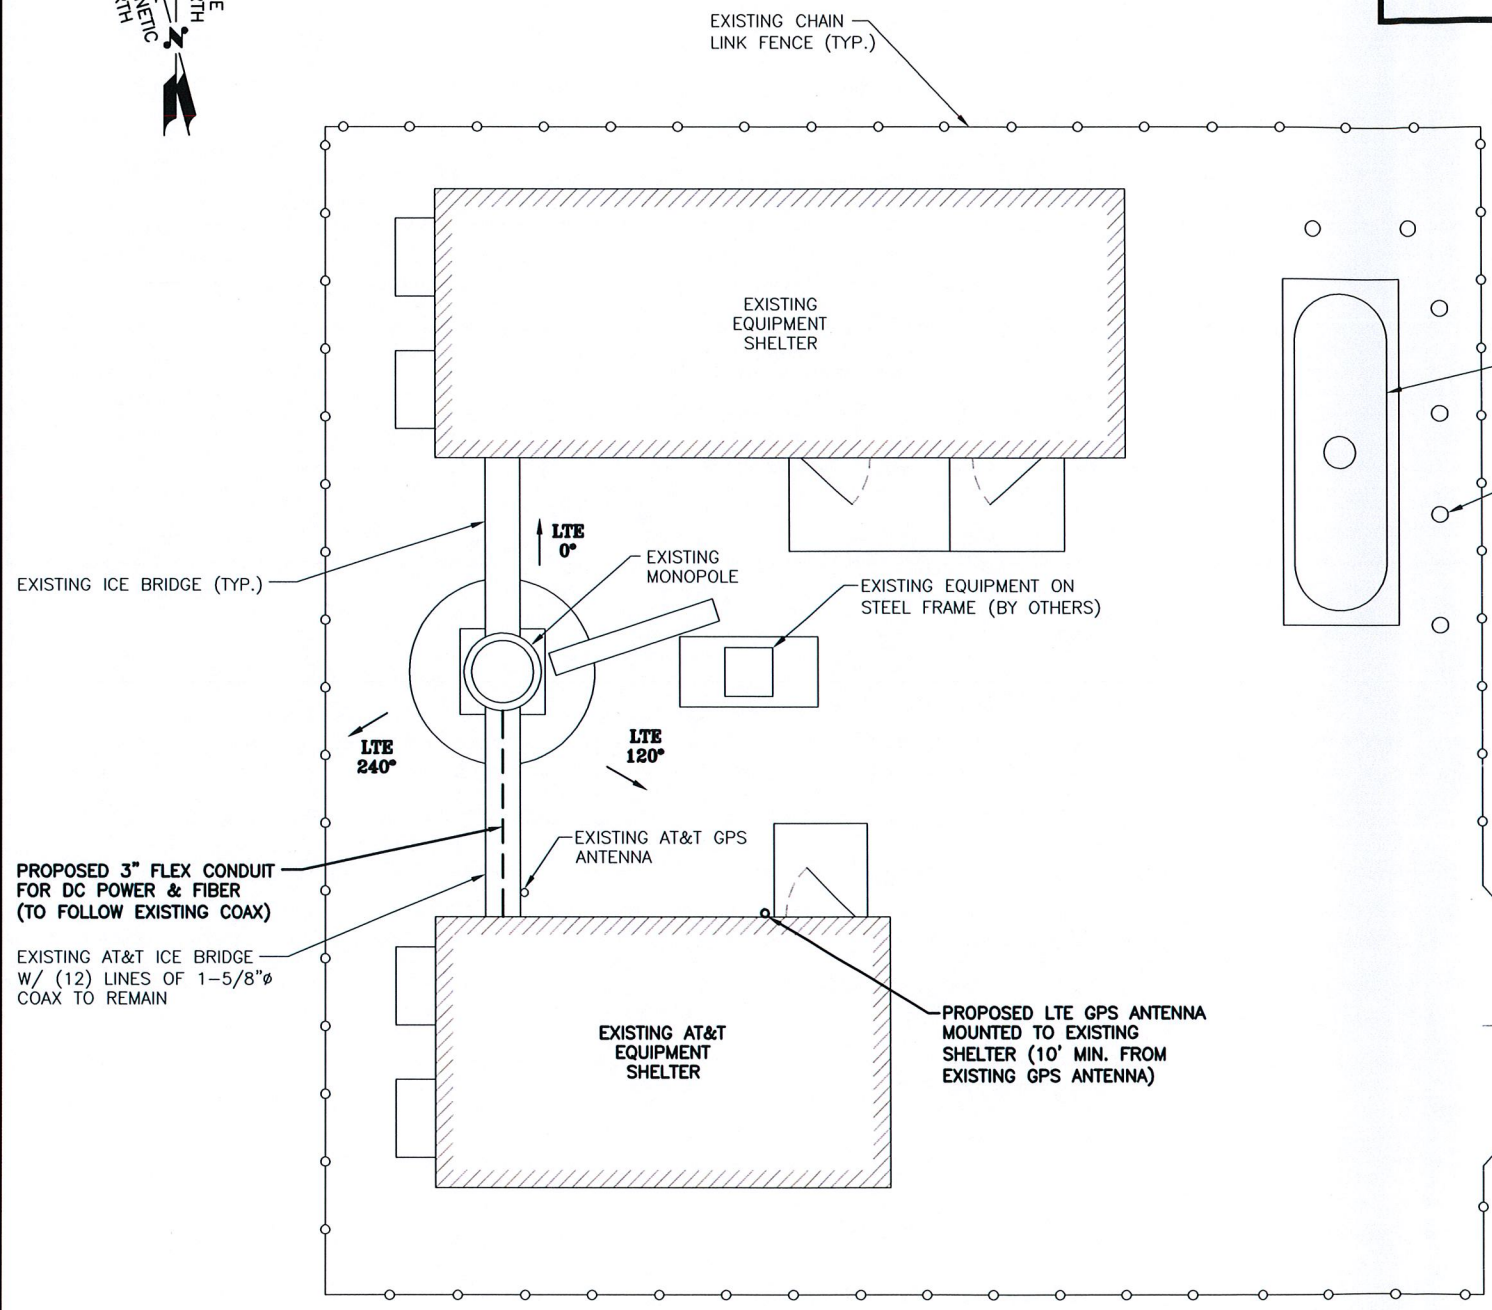 N
EXISTING CHAIN
LINK FENCE (TYP.)
EXISTING
EQUIPMENT
SHELTER
LTE
0°
EXISTING
MONOPOLE
EXISTING EQUIPMENT ON
STEEL FRAME (BY OTHERS)
EXISTING ICE BRIDGE (TYP.)
LTE
240°
LTE
120°
EXISTING AT&T GPS
ANTENNA
PROPOSED 3" FLEX CONDUIT
FOR DC POWER & FIBER
(TO FOLLOW EXISTING COAX)
EXISTING AT&T ICE BRIDGE
W/ (12) LINES OF 1-5/8"ø
COAX TO REMAIN
EXISTING AT&T
EQUIPMENT
SHELTER
PROPOSED LTE GPS ANTENNA
MOUNTED TO EXISTING
SHELTER (10' MIN. FROM
EXISTING GPS ANTENNA)